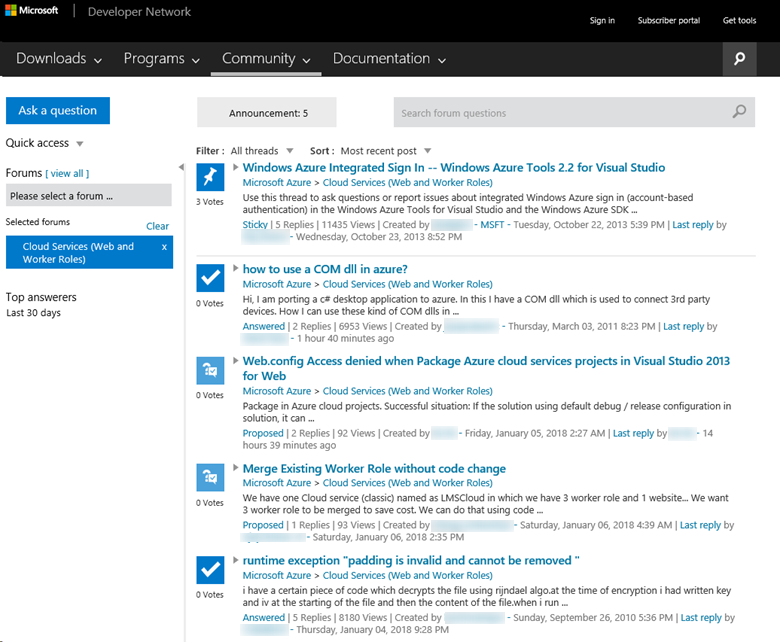 Microsoft
Developer Network
Sign in
Subscriber portal
Get tools
Downloads
Programs
Community
Documentation
Ask a question
Quick access
Forums [ view all ]
Please select a forum ...
Selected forums
Clear
Cloud Services (Web and
Worker Roles)
x
Top answerers
Last 30 days
Announcement: 5
Search forum questions
Filter : All threads
Sort : Most recent post
3 Votes
Windows Azure Integrated Sign In -- Windows Azure Tools 2.2 for Visual Studio
Microsoft Azure > Cloud Services (Web and Worker Roles)
Use this thread to ask questions or report issues about integrated Windows Azure sign in (account-based
authentication) in the Windows Azure Tools for Visual Studio and the Windows Azure SDK ...
Sticky | 5 Replies | 11435 Views | Created by - MSFT - Tuesday, October 22, 2013 5:39 PM | Last reply by
- Wednesday, October 23, 2013 8:52 PM
0 Votes
how to use a COM dll in azure?
Microsoft Azure > Cloud Services (Web and Worker Roles)
Hi, I am porting a c# desktop application to azure. In this I have a COM dll which is used to connect 3rd party
devices. How I can use these kind of COM dlls in ...
Answered | 2 Replies | 6953 Views | Created by - Thursday, March 03, 2011 8:23 PM | Last reply by
- 1 hour 40 minutes ago
0 Votes
Web.config Access denied when Package Azure cloud services projects in Visual Studio 2013
for Web
Microsoft Azure > Cloud Services (Web and Worker Roles)
Package in Azure cloud projects. Successful situation: If the solution using default debug / release configuration in
solution, it can ...
Proposed | 2 Replies | 92 Views | Created by - Friday, January 05, 2018 2:27 AM | Last reply by - 14
hours 39 minutes ago
0 Votes
Merge Existing Worker Role without code change
Microsoft Azure > Cloud Services (Web and Worker Roles)
We have one Cloud service (classic) named as LMSCloud in which we have 3 worker role and 1 website... We want
3 worker role to be merged to save cost. We can do that using code ...
Proposed | 1 Replies | 93 Views | Created by - Saturday, January 06, 2018 4:39 AM | Last reply by
- Saturday, January 06, 2018 2:35 PM
0 Votes
runtime exception "padding is invalid and cannot be removed "
Microsoft Azure > Cloud Services (Web and Worker Roles)
i have a certain piece of code which decrypts the file using rijndael algo.at the time of encryption i had written key
and iv at the starting of the file and then the content of the file.when i run ...
Answered | 5 Replies | 8180 Views | Created by - Sunday, September 26, 2010 5:36 PM | Last reply by
- Thursday, January 04, 2018 9:28 PM